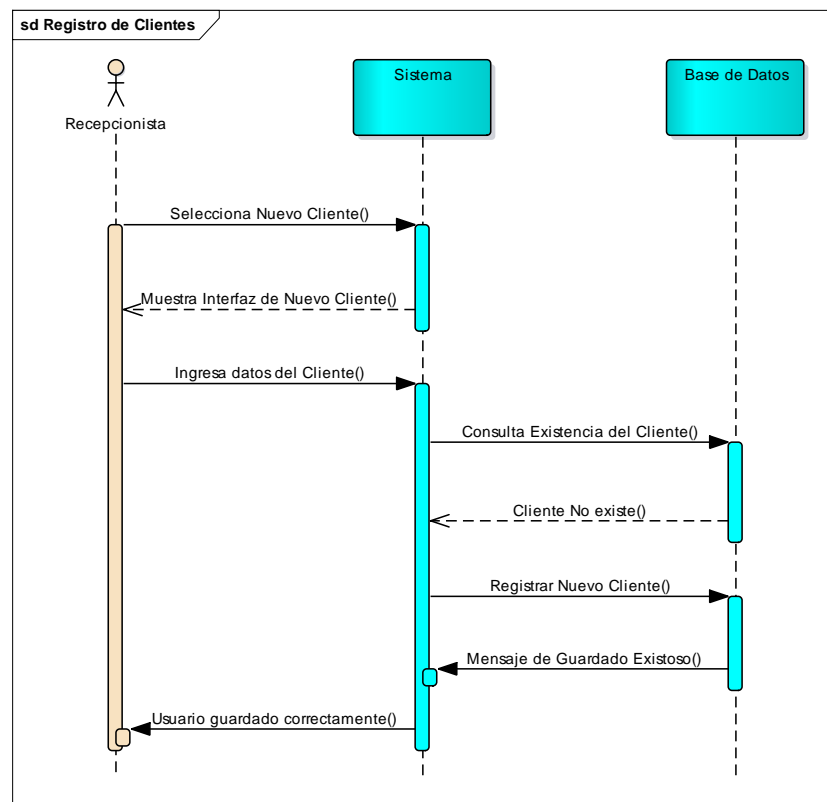 sd Registro de Clientes
Recepcionista
Sistema
Base de Datos
Selecciona Nuevo Cliente()
Muestra Interfaz de Nuevo Cliente()
Ingresa datos del Cliente()
Consulta Existencia del Cliente()
Cliente No existe()
Registrar Nuevo Cliente()
Mensaje de Guardado Existoso()
Usuario guardado correctamente()